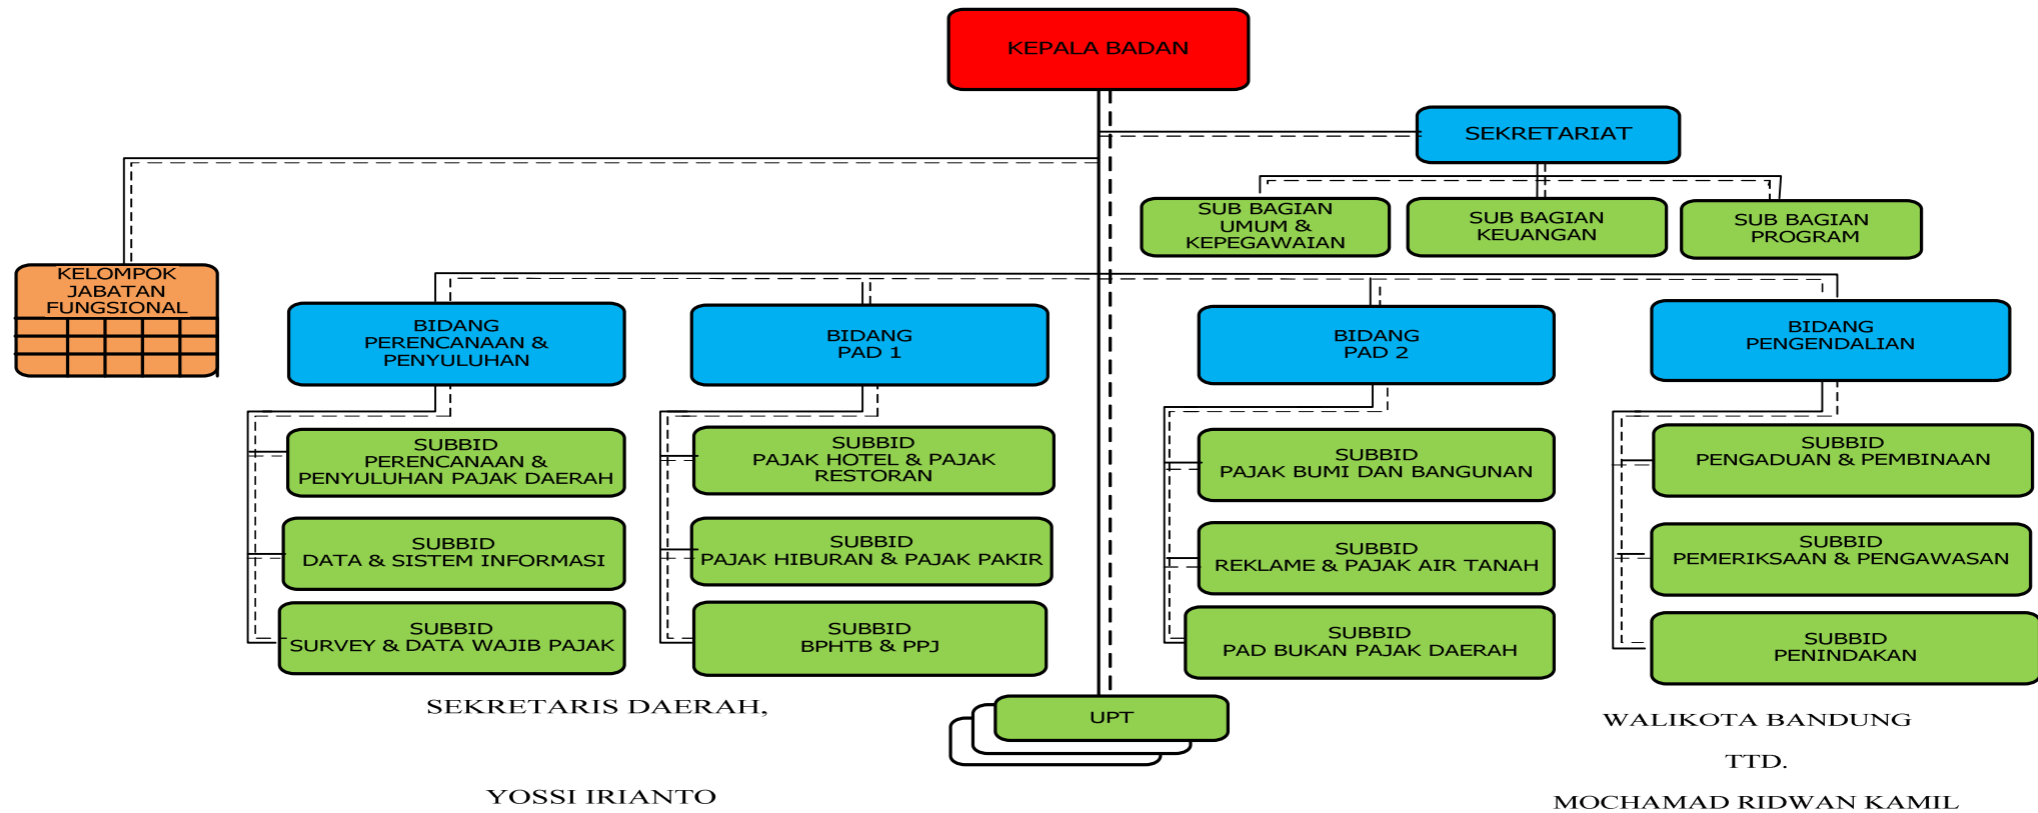 KEPALA BADAN
SEKRETARIAT
SUB BAGIAN
UMUM &
KEPEGAWAIAN
SUB BAGIAN
KEUANGAN
SUB BAGIAN
PROGRAM
KELOMPOK
JABATAN
FUNGSIONAL
BIDANG
PERENCANAAN &
PENYULUHAN
BIDANG
PAD 1
BIDANG
PAD 2
BIDANG
PENGENDALIAN
SUBBID
PERENCANAAN &
PENYULUHAN PAJAK DAERAH
SUBBID
PAJAK HOTEL & PAJAK
RESTORAN
SUBBID
PAJAK BUMI DAN BANGUNAN
SUBBID
PENGADUAN & PEMBINAAN
SUBBID
DATA & SISTEM INFORMASI
SUBBID
PAJAK HIBURAN & PAJAK PAKIR
SUBBID
REKLAME & PAJAK AIR TANAH
SUBBID
PEMERIKSAAN & PENGAWASAN
SUBBID
SURVEY & DATA WAJIB PAJAK
SUBBID
BPHTB & PPJ
SUBBID
PAD BUKAN PAJAK DAERAH
SUBBID
PENINDAKAN
UPT
SEKRETARIS DAERAH,
YOSSI IRIANTO
WALIKOTA BANDUNG
TTD.
MOCHAMAD RIDWAN KAMIL